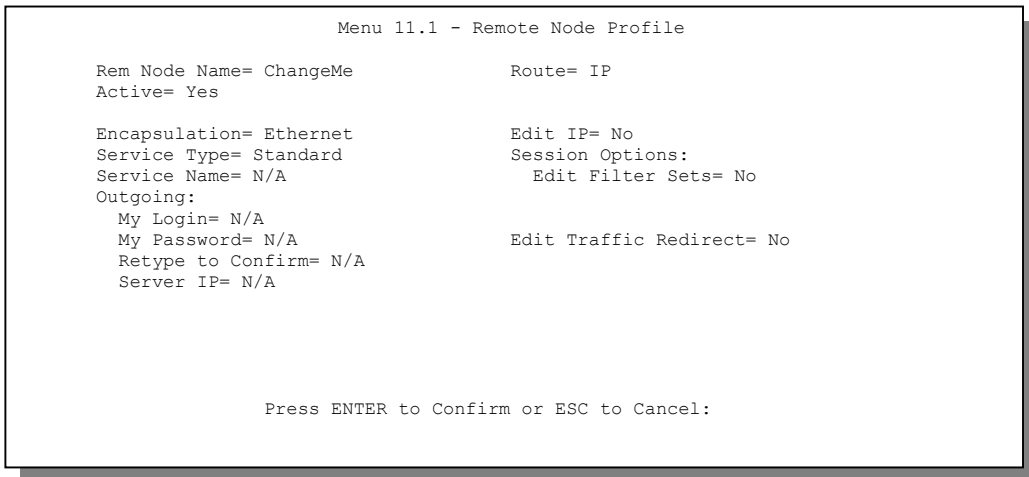 Menu 11.1 - Remote Node Profile
Rem Node Name= ChangeMe Route= IP
Active= Yes
Encapsulation= Ethernet Edit IP= No
Service Type= Standard Session Options:
Service Name= N/A Edit Filter Sets= No
Outgoing:
My Login= N/A
My Password= N/A Edit Traffic Redirect= No
Retype to Confirm= N/A
Server IP= N/A
Press ENTER to Confirm or ESC to Cancel: